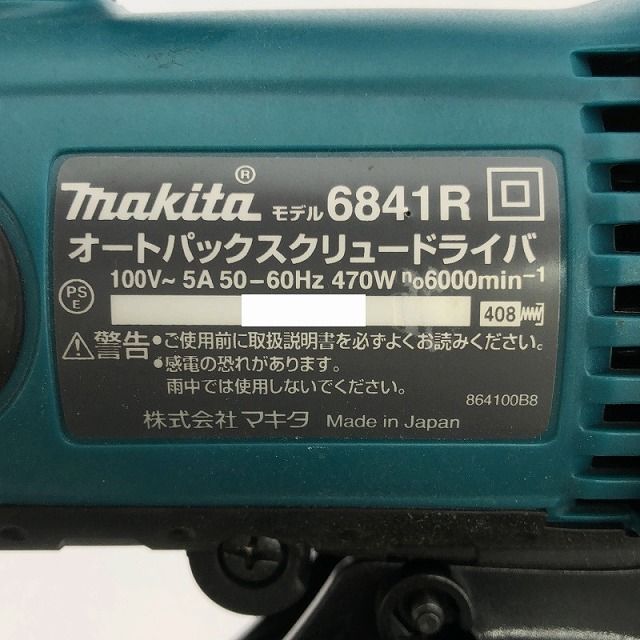 makita® モデル 6841R
オートパックスクリュードライバ
100V~ 5A 50-60Hz 470W n₀6000min⁻¹
PS
E
408
⚠警告 •ご使用前に取扱説明書を必ずよくお読みください。
•感電の恐れがあります。
雨中では使用しないでください。
864100B8
株式会社 マキタ Made in Japan